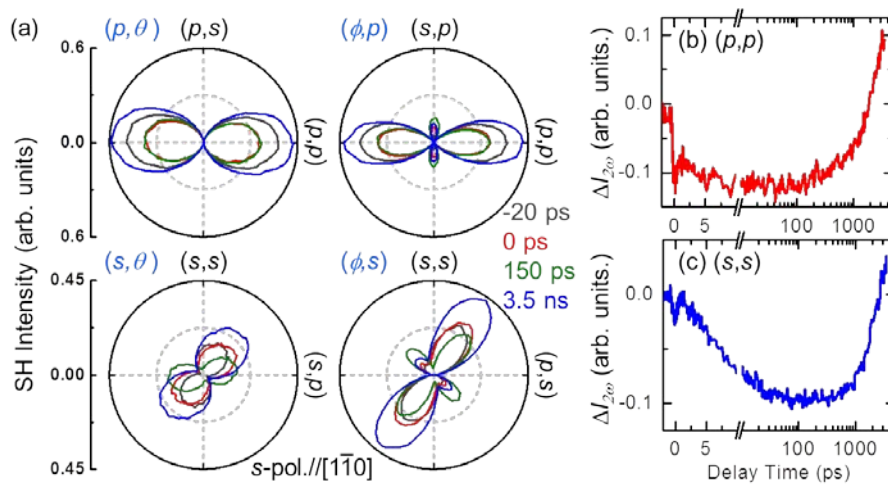 (a)
(p,θ) (p,s) (ϕ,p) (s,p)
SH Intensity (arb. units)
0.6
0.0
0.6
(p,p)
(p,p)
-20 ps
0 ps
150 ps
3.5 ns
(s,θ) (s,s) (ϕ,s) (s,s)
0.45
0.00
0.45
(s,p)
(p,s)
s-pol.//[11̅0]
(b) (p,p)
ΔI2ω (arb. units.)
0.1
0.0
-0.1
0 5 100 1000
(c) (s,s)
ΔI2ω (arb. units.)
0.0
-0.1
0 5 100 1000
Delay Time (ps)